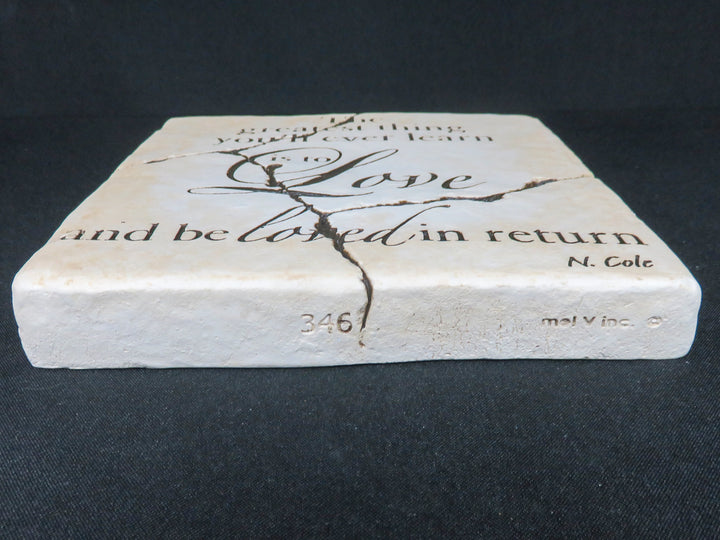 The
greatest thing
you'll ever learn
is to Love
and be loved in return
N. Cole
346
mel V inc. ©